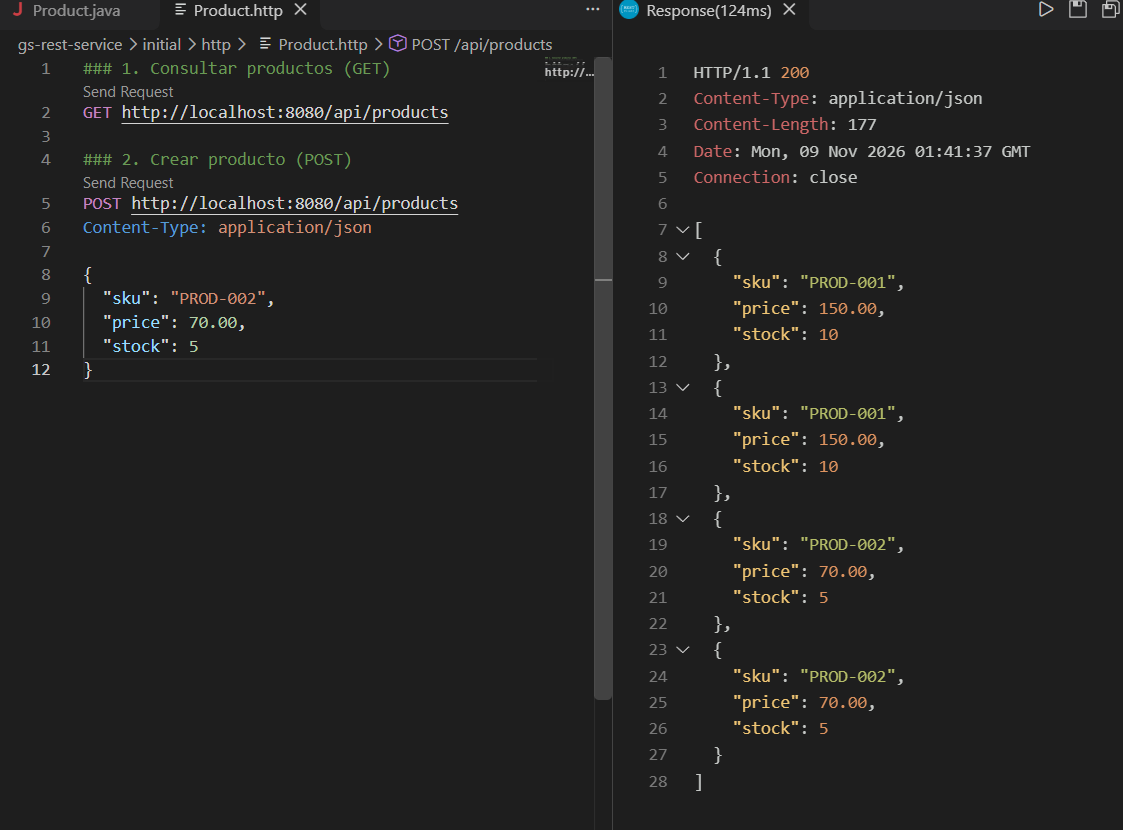 Product.java
Product.http
gs-rest-service > initial > http > Product.http > POST /api/products
1 ### 1. Consultar productos (GET)
Send Request
2 GET http://localhost:8080/api/products
3
4 ### 2. Crear producto (POST)
Send Request
5 POST http://localhost:8080/api/products
6 Content-Type: application/json
7
8 {
9 "sku": "PROD-002",
10 "price": 70.00,
11 "stock": 5
12 }
http://...
Response(124ms)
1 HTTP/1.1 200
2 Content-Type: application/json
3 Content-Length: 177
4 Date: Mon, 09 Nov 2026 01:41:37 GMT
5 Connection: close
6
7 [
8 {
9 "sku": "PROD-001",
10 "price": 150.00,
11 "stock": 10
12 },
13 {
14 "sku": "PROD-001",
15 "price": 150.00,
16 "stock": 10
17 },
18 {
19 "sku": "PROD-002",
20 "price": 70.00,
21 "stock": 5
22 },
23 {
24 "sku": "PROD-002",
25 "price": 70.00,
26 "stock": 5
27 }
28 ]